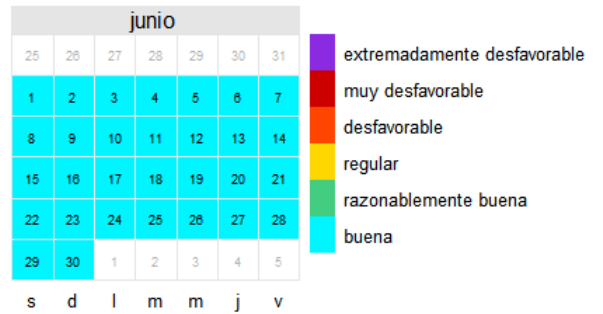 junio
25 26 27 28 29 30 31
1 2 3 4 5 6 7
8 9 10 11 12 13 14
15 16 17 18 19 20 21
22 23 24 25 26 27 28
29 30 1 2 3 4 5
s d l m m j v
extremadamente desfavorable
muy desfavorable
desfavorable
regular
razonablemente buena
buena